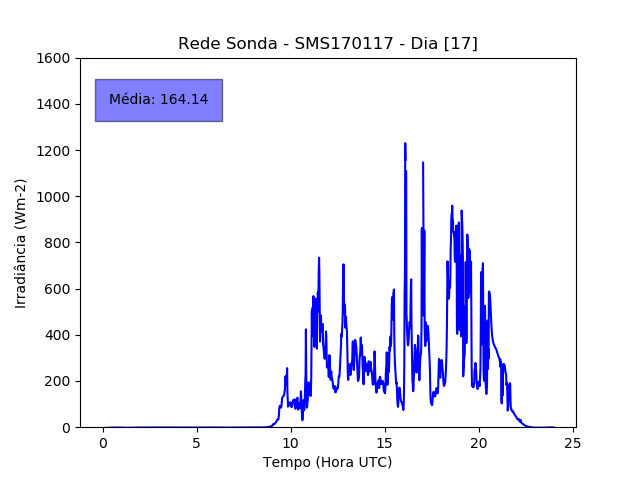 Rede Sonda - SMS170117 - Dia [17]
Média: 164.14
Irradiância (Wm-2)
1600
1400
1200
1000
800
600
400
200
0
0 5 10 15 20 25
Tempo (Hora UTC)